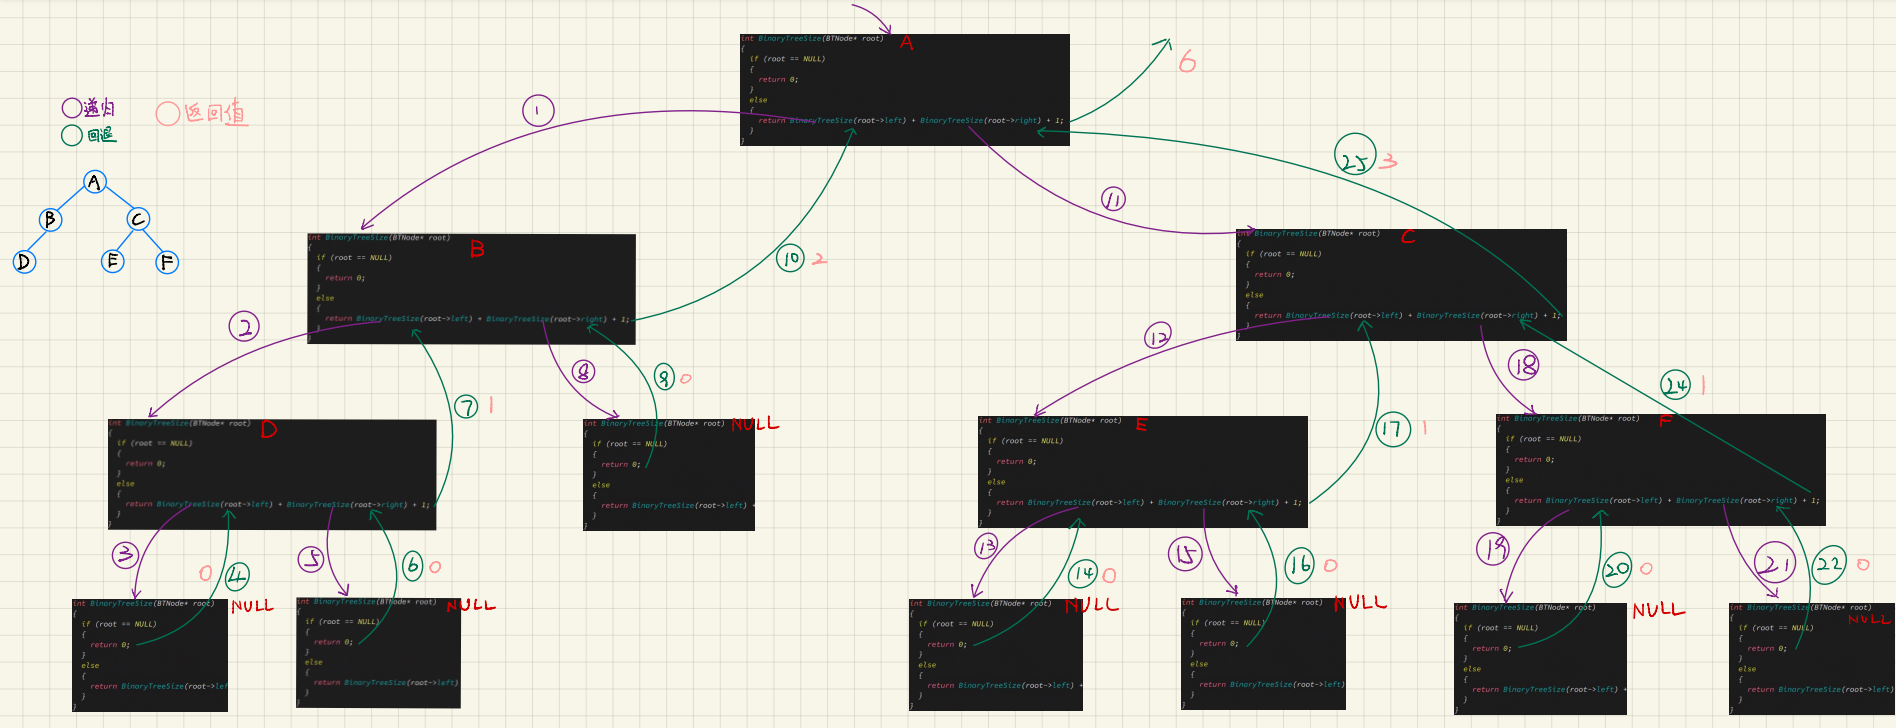 int BinaryTreeSize(BTNode* root)
A
{
if (root == NULL)
{
return 0;
}
else
{
return BinaryTreeSize(root->left) + BinaryTreeSize(root->right) + 1;
}
}
6
递归
返回值
回退
A
B
C
D
E
F
1
25
3
11
10
2
int BinaryTreeSize(BTNode* root)
B
{
if (root == NULL)
{
return 0;
}
else
{
return BinaryTreeSize(root->left) + BinaryTreeSize(root->right) + 1;
}
}
int BinaryTreeSize(BTNode* root)
C
{
if (root == NULL)
{
return 0;
}
else
{
return BinaryTreeSize(root->left) + BinaryTreeSize(root->right) + 1;
}
}
2
8
9
0
7
1
12
18
24
1
17
1
int BinaryTreeSize(BTNode* root)
D
{
if (root == NULL)
{
return 0;
}
else
{
return BinaryTreeSize(root->left) + BinaryTreeSize(root->right) + 1;
}
}
int BinaryTreeSize(BTNode* root)
NULL
{
if (root == NULL)
{
return 0;
}
else
{
return BinaryTreeSize(root->left) +
}
}
int BinaryTreeSize(BTNode* root)
E
{
if (root == NULL)
{
return 0;
}
else
{
return BinaryTreeSize(root->left) + BinaryTreeSize(root->right) + 1;
}
}
int BinaryTreeSize(BTNode* root)
F
{
if (root == NULL)
{
return 0;
}
else
{
return BinaryTreeSize(root->left) + BinaryTreeSize(root->right) + 1;
}
}
3
0
4
5
6
0
13
14
0
15
16
0
19
20
0
21
22
0
int BinaryTreeSize(BTNode* root)
NULL
{
if (root == NULL)
{
return 0;
}
else
{
return BinaryTreeSize(root->lef
}
}
int BinaryTreeSize(BTNode* root)
NULL
{
if (root == NULL)
{
return 0;
}
else
{
return BinaryTreeSize(root->left)
}
}
int BinaryTreeSize(BTNode* root)
NULL
{
if (root == NULL)
{
return 0;
}
else
{
return BinaryTreeSize(root->left) +
}
}
int BinaryTreeSize(BTNode* root)
NULL
{
if (root == NULL)
{
return 0;
}
else
{
return BinaryTreeSize(root->left)
}
}
int BinaryTreeSize(BTNode* root)
NULL
{
if (root == NULL)
{
return 0;
}
else
{
return BinaryTreeSize(root->left) +
}
}
int BinaryTreeSize(BTNode* root)
NULL
{
if (root == NULL)
{
return 0;
}
else
{
return BinaryTreeSize(root->left)
}
}